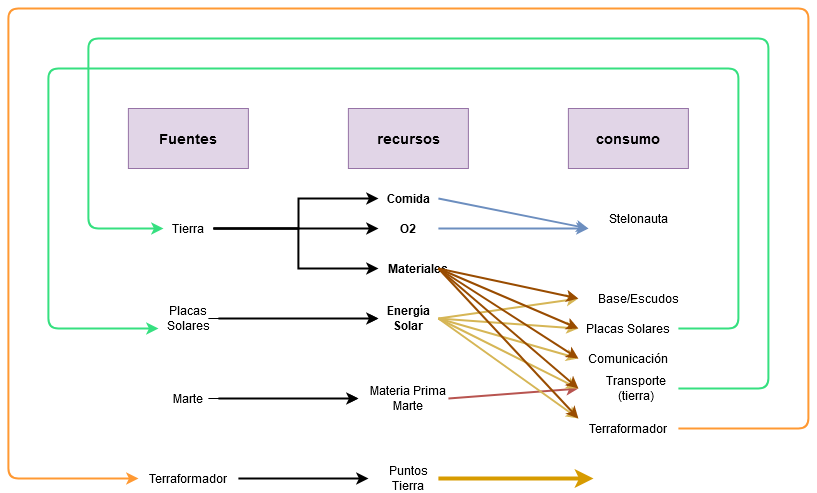 Fuentes
recursos
consumo
Comida
Stelonauta
Tierra
O2
Materiales
Base/Escudos
Placas
Solares
Energía
Solar
Placas Solares
Comunicación
Marte
Materia Prima
Marte
Transporte
(tierra)
Terraformador
Terraformador
Puntos
Tierra